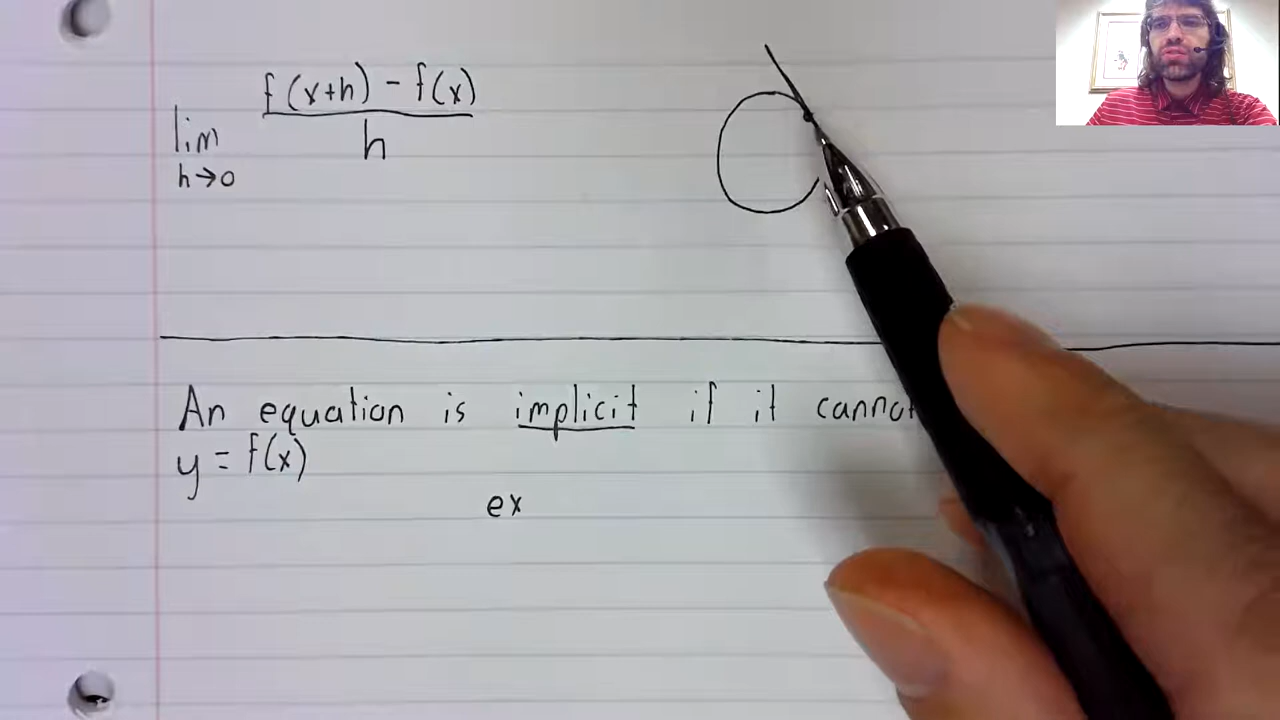 f(x+h) - f(x)
lim
h
h→0
An equation is implicit if it cannot
y = f(x)
ex